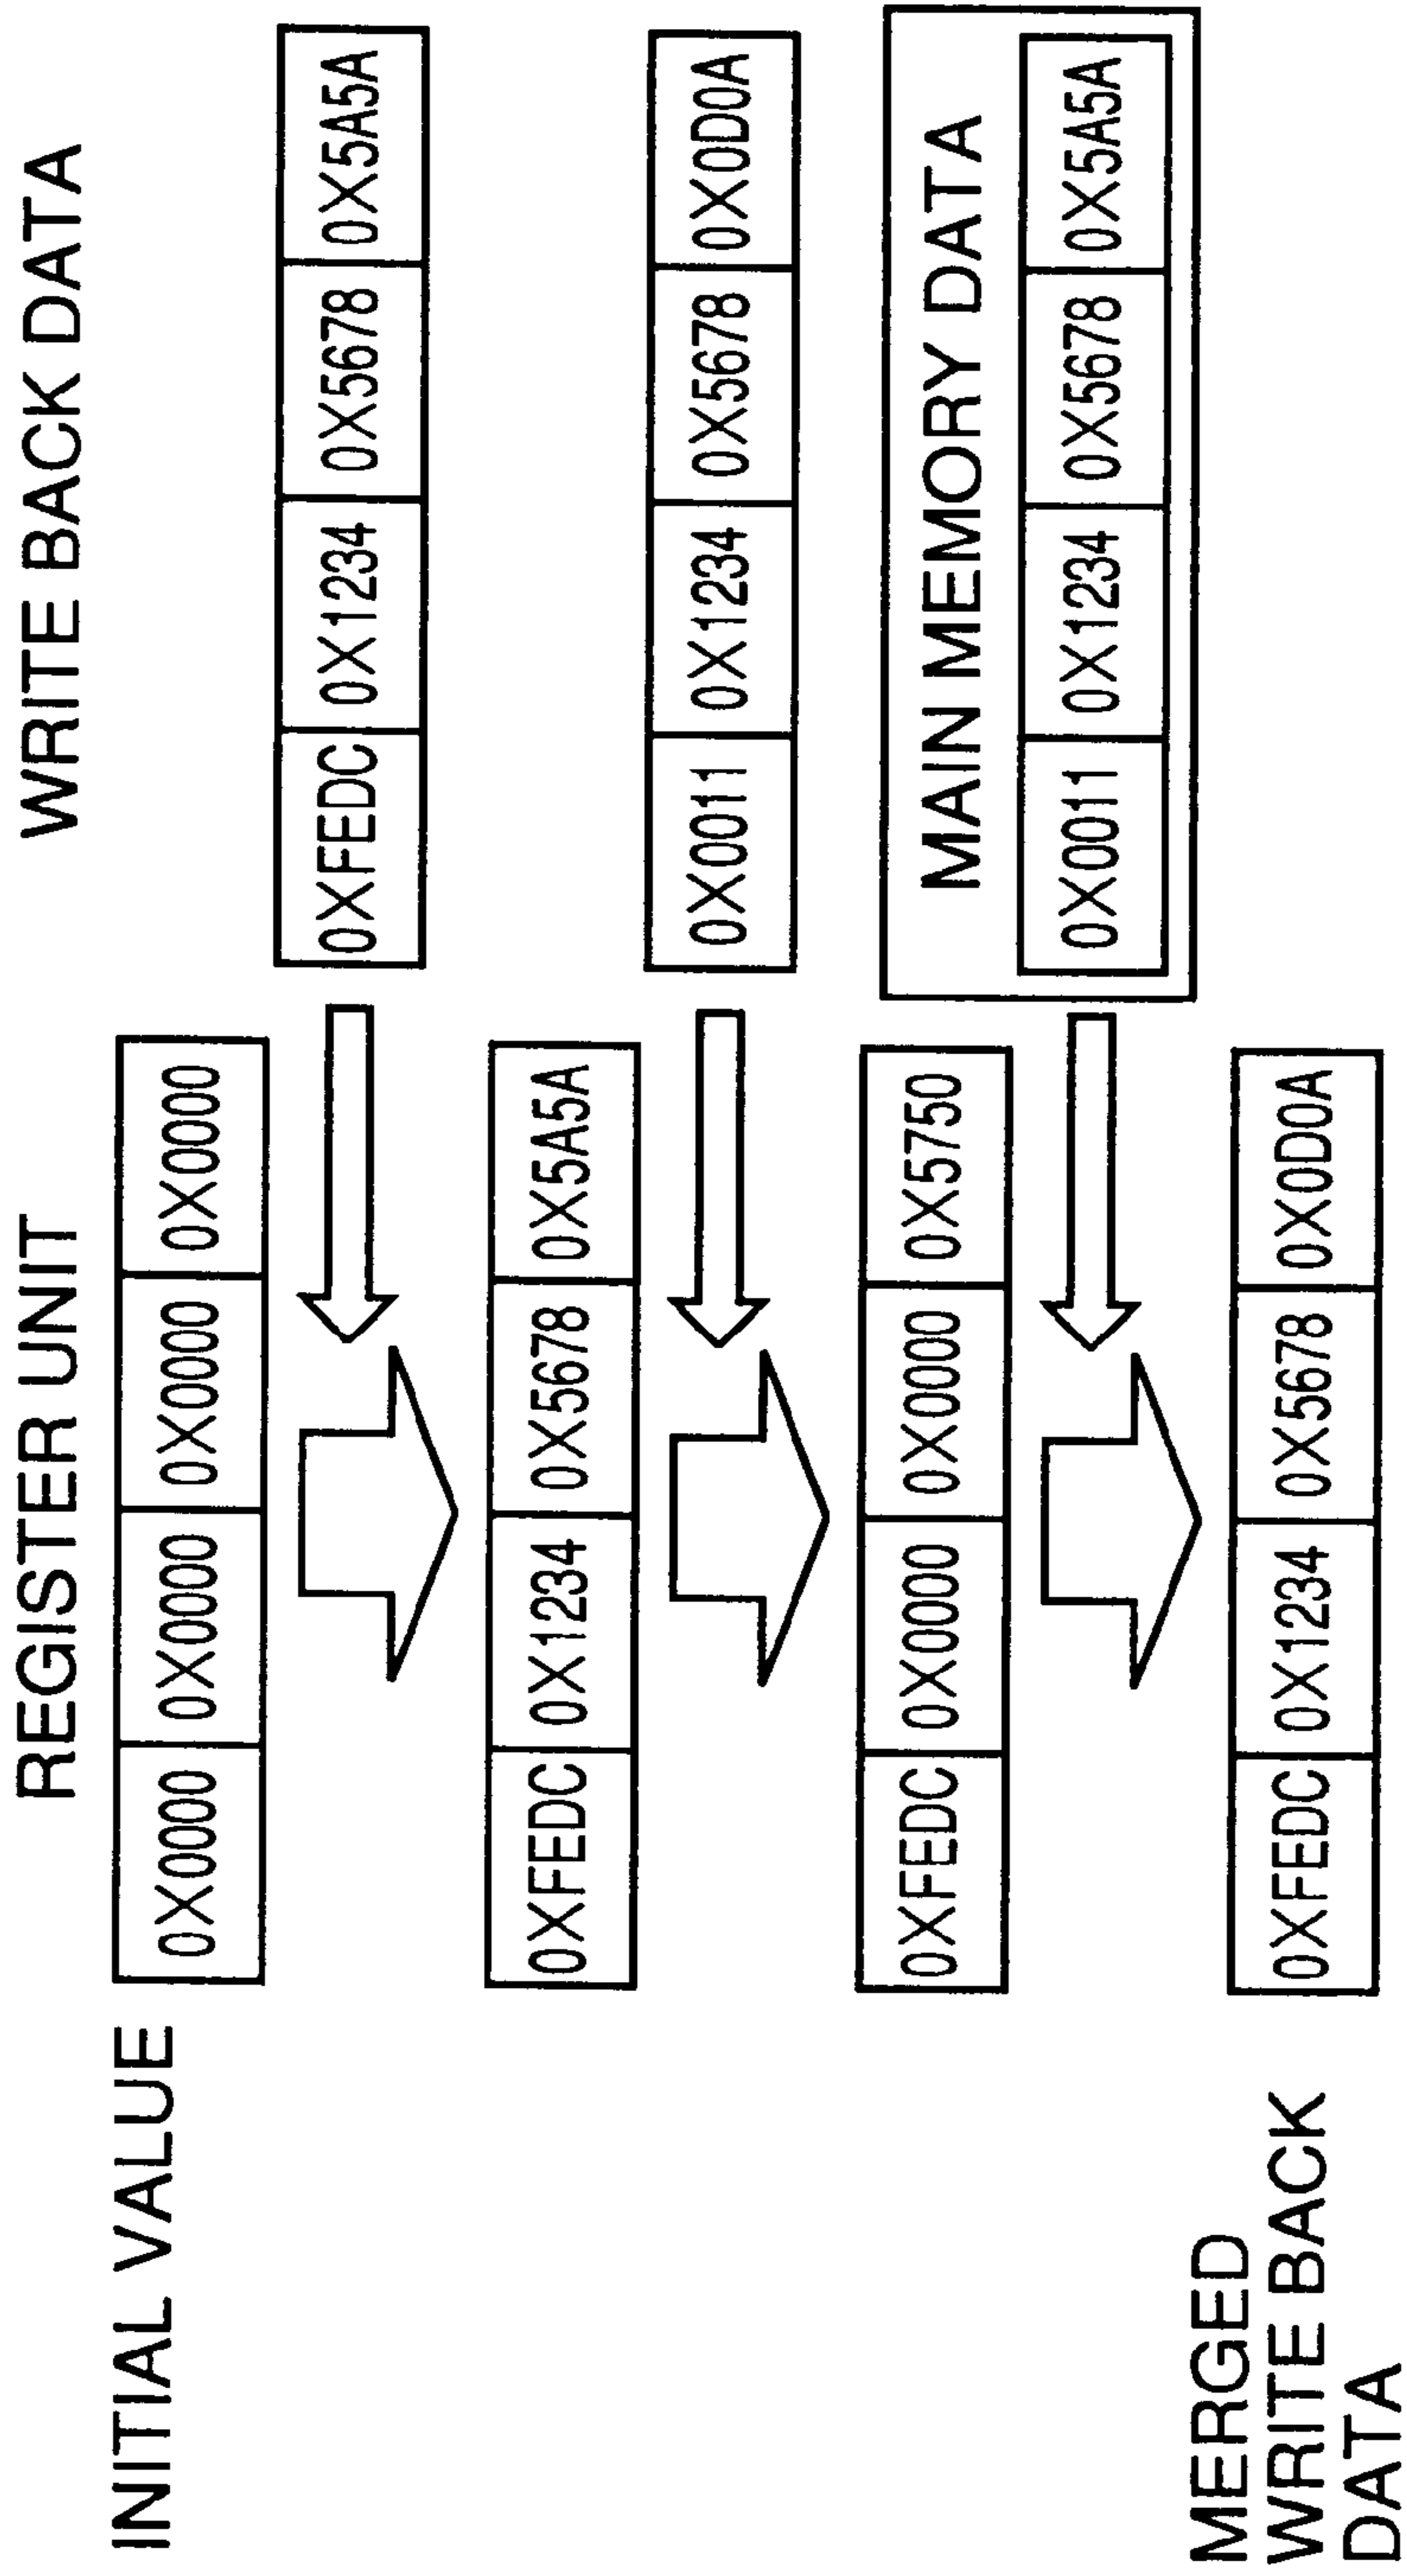 REGISTER UNIT WRITE BACK DATA
INITIAL VALUE 0X0000 0X0000 0X0000 0X0000
0XFEDC 0X1234 0X5678 0X5A5A
0XFEDC 0X1234 0X5678 0X5A5A
0X0011 0X1234 0X5678 0X0D0A
0XFEDC 0X0000 0X0000 0X5750
MAIN MEMORY DATA
0X0011 0X1234 0X5678 0X5A5A
MERGED
WRITE BACK
DATA
0XFEDC 0X1234 0X5678 0X0D0A